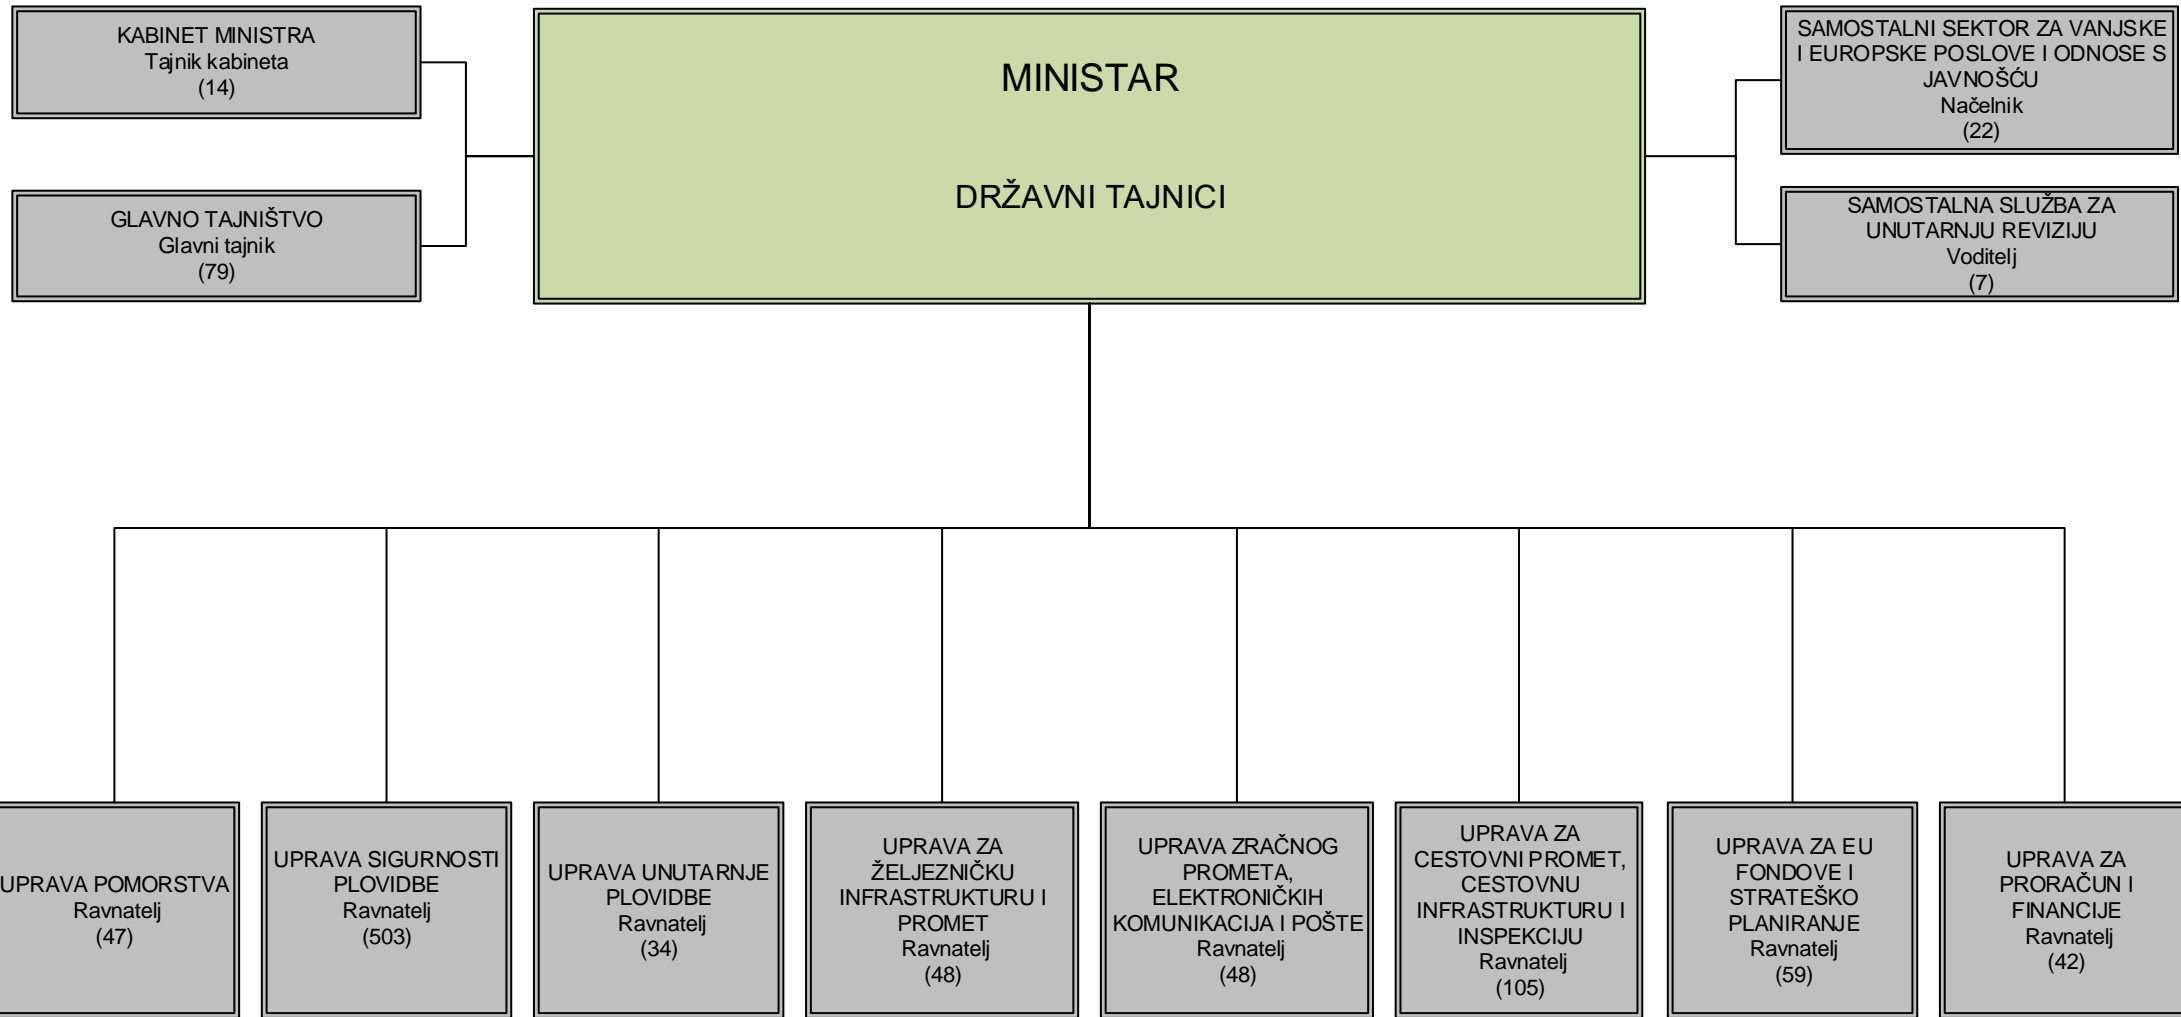 KABINET MINISTRA
Tajnik kabineta
(14)
GLAVNO TAJNIŠTVO
Glavni tajnik
(79)
MINISTAR
DRŽAVNI TAJNICI
SAMOSTALNI SEKTOR ZA VANJSKE
I EUROPSKE POSLOVE I ODNOSE S
JAVNOŠĆU
Načelnik
(22)
SAMOSTALNA SLUŽBA ZA
UNUTARNJU REVIZIJU
Voditelj
(7)
UPRAVA POMORSTVA
Ravnatelj
(47)
UPRAVA SIGURNOSTI
PLOVIDBE
Ravnatelj
(503)
UPRAVA UNUTARNJE
PLOVIDBE
Ravnatelj
(34)
UPRAVA ZA
ŽELJEZNIČKU
INFRASTRUKTURU I
PROMET
Ravnatelj
(48)
UPRAVA ZRAČNOG
PROMETA,
ELEKTRONIČKIH
KOMUNIKACIJA I POŠTE
Ravnatelj
(48)
UPRAVA ZA
CESTOVNI PROMET,
CESTOVNU
INFRASTRUKTURU I
INSPEKCIJU
Ravnatelj
(105)
UPRAVA ZA EU
FONDOVE I
STRATEŠKO
PLANIRANJE
Ravnatelj
(59)
UPRAVA ZA
PRORAČUN I
FINANCIJE
Ravnatelj
(42)